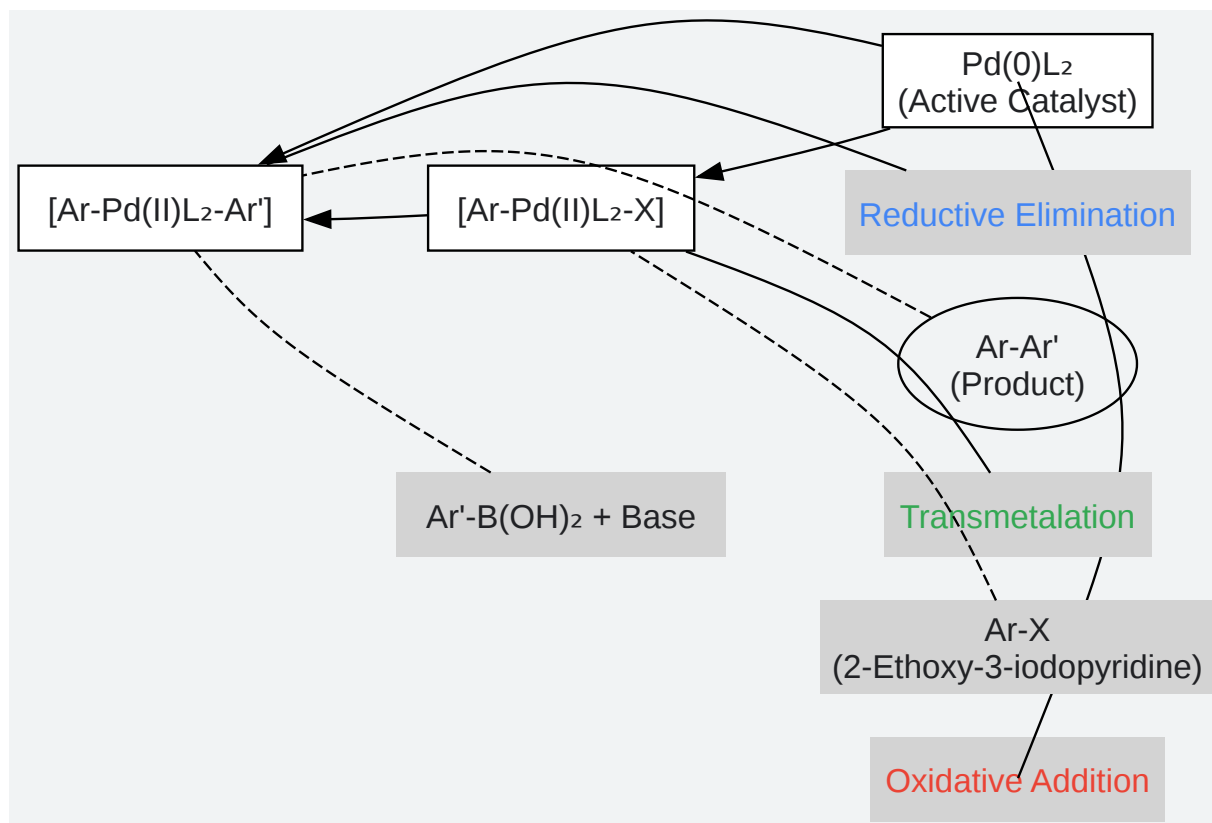 Pd(0)L₂
(Active Catalyst)
[Ar-Pd(II)L₂-Ar']
[Ar-Pd(II)L₂-X]
Reductive Elimination
Ar-Ar'
(Product)
Ar'-B(OH)₂ + Base
Transmetalation
Ar-X
(2-Ethoxy-3-iodopyridine)
Oxidative Addition